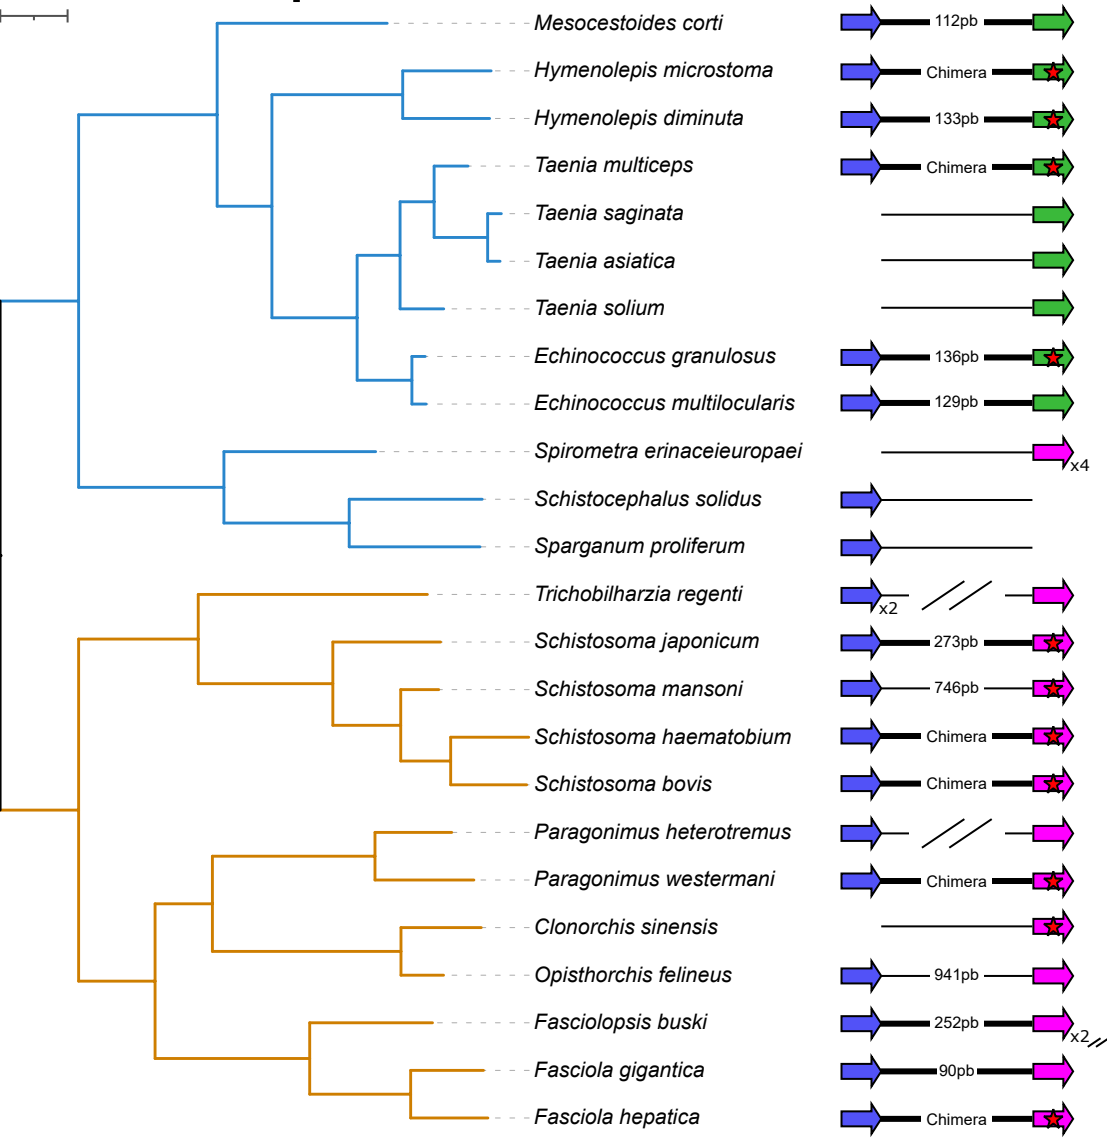 Mesocestoides corti 112pb
Hymenolepis microstoma Chimera
Hymenolepis diminuta 133pb
Taenia multiceps Chimera
Taenia saginata
Taenia asiatica
Taenia solium
Echinococcus granulosus 136pb
Echinococcus multilocularis 129pb
Spirometra erinaceieuropaei x4
Schistocephalus solidus
Sparganum proliferum
Trichobilharzia regenti x2
Schistosoma japonicum 273pb
Schistosoma mansoni 746pb
Schistosoma haematobium Chimera
Schistosoma bovis Chimera
Paragonimus heterotremus
Paragonimus westermani Chimera
Clonorchis sinensis
Opisthorchis felineus 941pb
Fasciolopsis buski 252pb x2
Fasciola gigantica 90pb
Fasciola hepatica Chimera